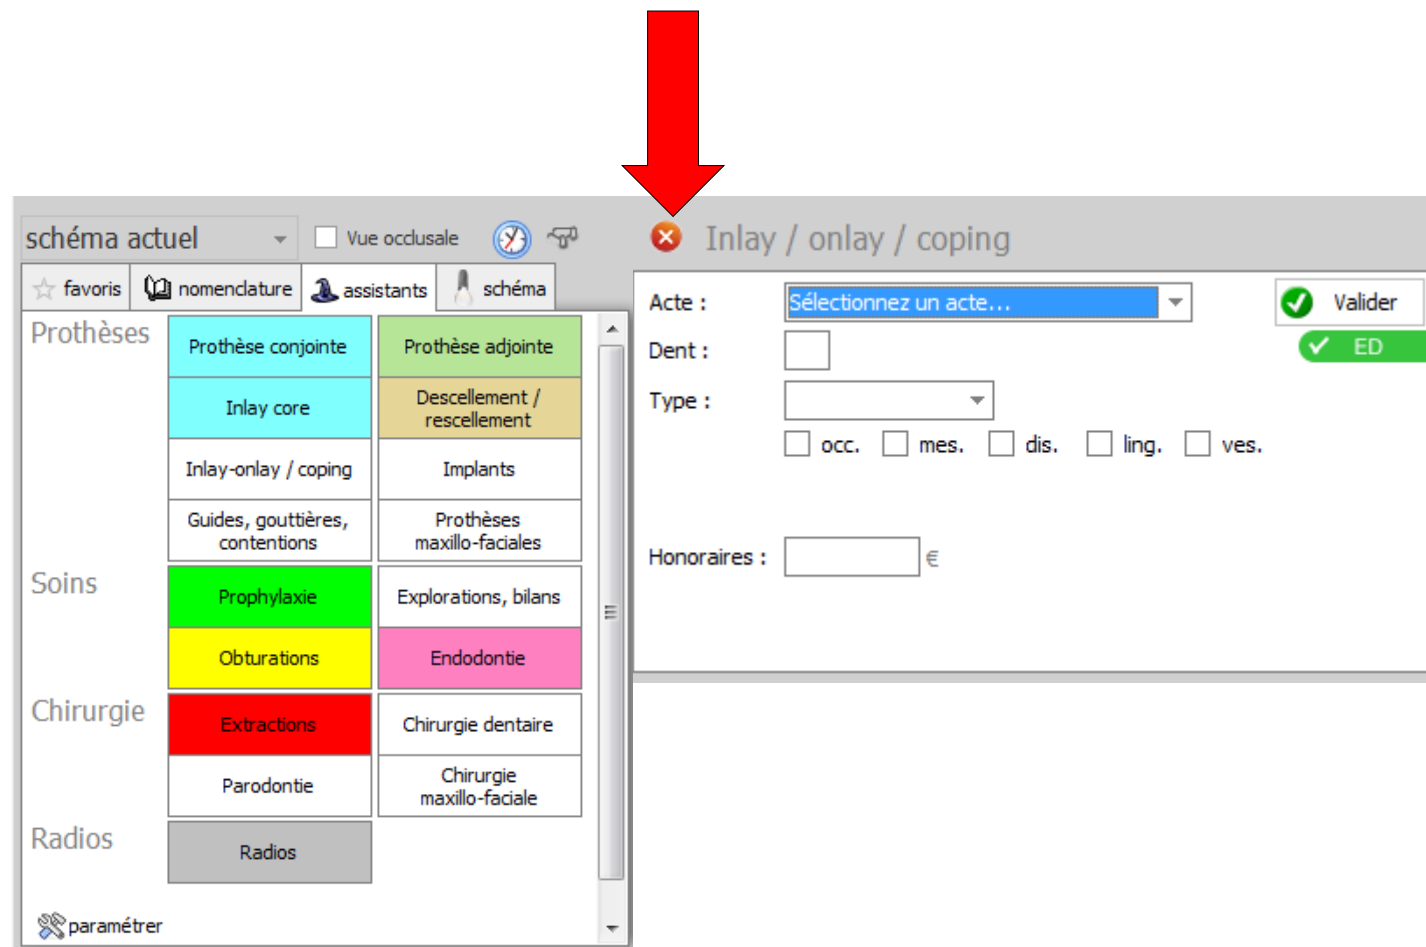 schéma actuel
Vue occlusale
favoris
nomenclature
assistants
schéma
Prothèses
Prothèse conjointe
Prothèse adjointe
Inlay core
Descellement /
rescellement
Inlay-onlay / coping
Implants
Guides, gouttières,
contentions
Prothèses
maxillo-faciales
Soins
Prophylaxie
Explorations, bilans
Obturations
Endodontie
Chirurgie
Extractions
Chirurgie dentaire
Parodontie
Chirurgie
maxillo-faciale
Radios
Radios
paramétrer
Inlay / onlay / coping
Acte :
Sélectionnez un acte...
Valider
Dent :
ED
Type :
occ.
mes.
dis.
ling.
ves.
Honoraires :
€